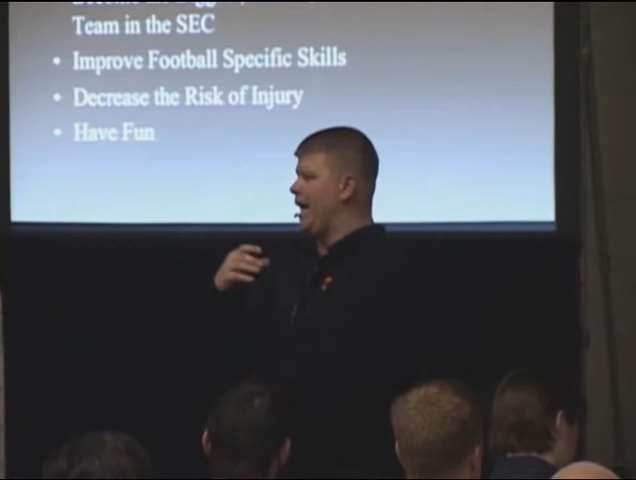 Team in the SEC
• Improve Football Specific Skills
• Decrease the Risk of Injury
• Have Fun